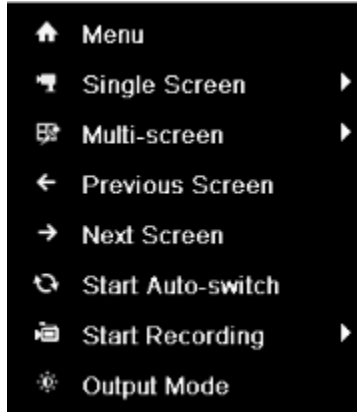 Menu
Single Screen
Multi-screen
Previous Screen
Next Screen
Start Auto-switch
Start Recording
Output Mode